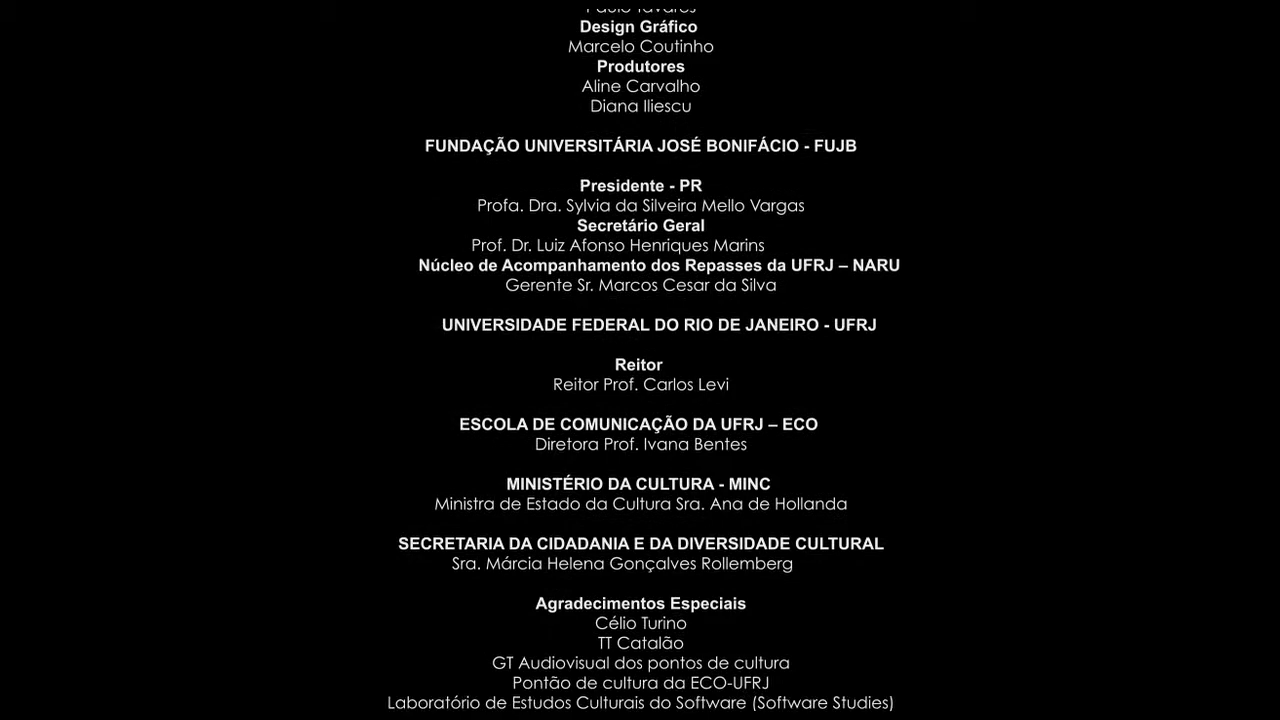 Paulo Tavares
Design Gráfico
Marcelo Coutinho
Produtores
Aline Carvalho
Diana Iliescu
FUNDAÇÃO UNIVERSITÁRIA JOSÉ BONIFÁCIO - FUJB
Presidente - PR
Profa. Dra. Sylvia da Silveira Mello Vargas
Secretário Geral
Prof. Dr. Luiz Afonso Henriques Marins
Núcleo de Acompanhamento dos Repasses da UFRJ – NARU
Gerente Sr. Marcos Cesar da Silva
UNIVERSIDADE FEDERAL DO RIO DE JANEIRO - UFRJ
Reitor
Reitor Prof. Carlos Levi
ESCOLA DE COMUNICAÇÃO DA UFRJ – ECO
Diretora Prof. Ivana Bentes
MINISTÉRIO DA CULTURA - MINC
Ministra de Estado da Cultura Sra. Ana de Hollanda
SECRETARIA DA CIDADANIA E DA DIVERSIDADE CULTURAL
Sra. Márcia Helena Gonçalves Rollemberg
Agradecimentos Especiais
Célio Turino
TT Catalão
GT Audiovisual dos pontos de cultura
Pontão de cultura da ECO-UFRJ
Laboratório de Estudos Culturais do Software (Software Studies)